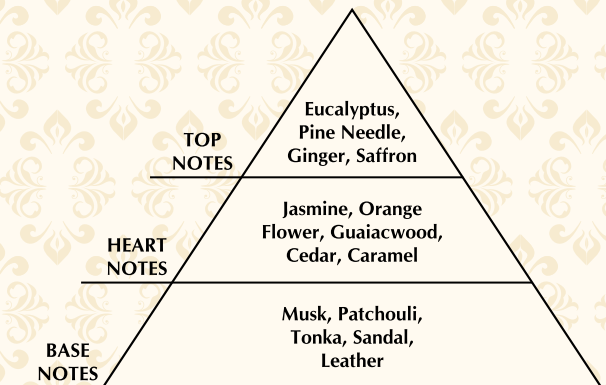 Eucalyptus,
Pine Needle,
Ginger, Saffron
TOP
NOTES
Jasmine, Orange
Flower, Guaiacwood,
Cedar, Caramel
HEART
NOTES
Musk, Patchouli,
Tonka, Sandal,
Leather
BASE
NOTES